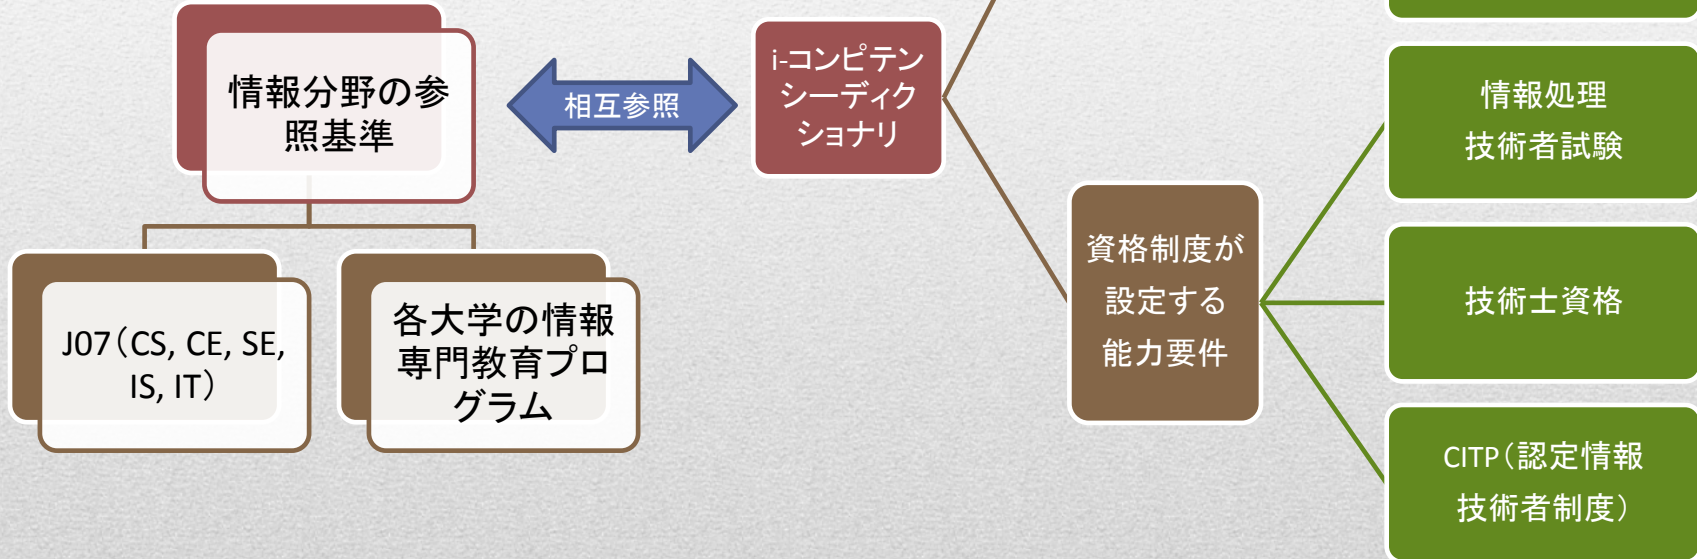 情報分野の参
照基準
相互参照
i-コンピテン
シーディク
ショナリ
J07（CS, CE, SE,
IS, IT）
各大学の情報
専門教育プロ
グラム
資格制度が
設定する
能力要件
情報処理
技術者試験
技術士資格
CITP（認定情報
技術者制度）